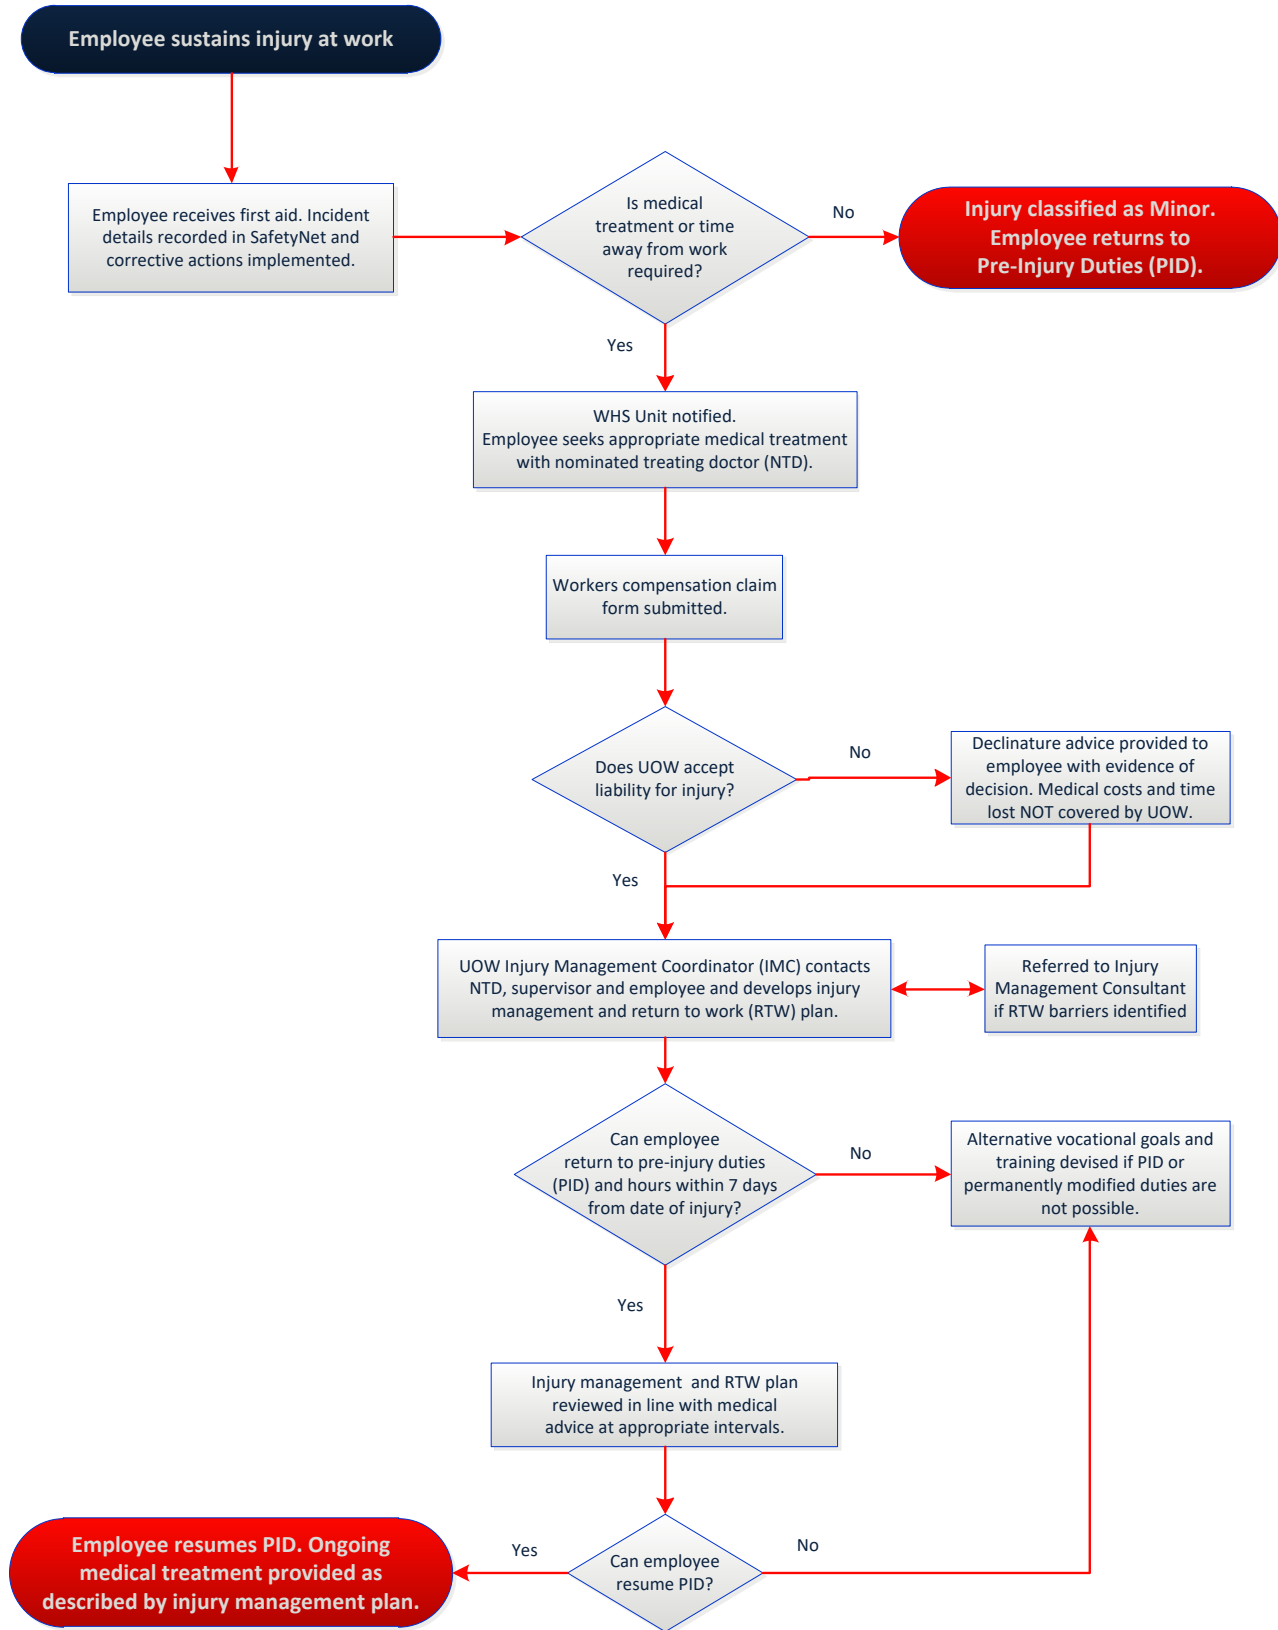 Employee sustains injury at work
Employee receives first aid. Incident
details recorded in SafetyNet and
corrective actions implemented.
Is medical
treatment or time
away from work
required?
No
Injury classified as Minor.
Employee returns to
Pre-Injury Duties (PID).
Yes
WHS Unit notified.
Employee seeks appropriate medical treatment
with nominated treating doctor (NTD).
Workers compensation claim
form submitted.
Does UOW accept
liability for injury?
No
Declinature advice provided to
employee with evidence of
decision. Medical costs and time
lost NOT covered by UOW.
Yes
UOW Injury Management Coordinator (IMC) contacts
NTD, supervisor and employee and develops injury
management and return to work (RTW) plan.
Referred to Injury
Management Consultant
if RTW barriers identified
Can employee
return to pre-injury duties
(PID) and hours within 7 days
from date of injury?
No
Alternative vocational goals and
training devised if PID or
permanently modified duties are
not possible.
Yes
Injury management  and RTW plan
reviewed in line with medical
advice at appropriate intervals.
Can employee
resume PID?
Yes
No
Employee resumes PID. Ongoing
medical treatment provided as
described by injury management plan.